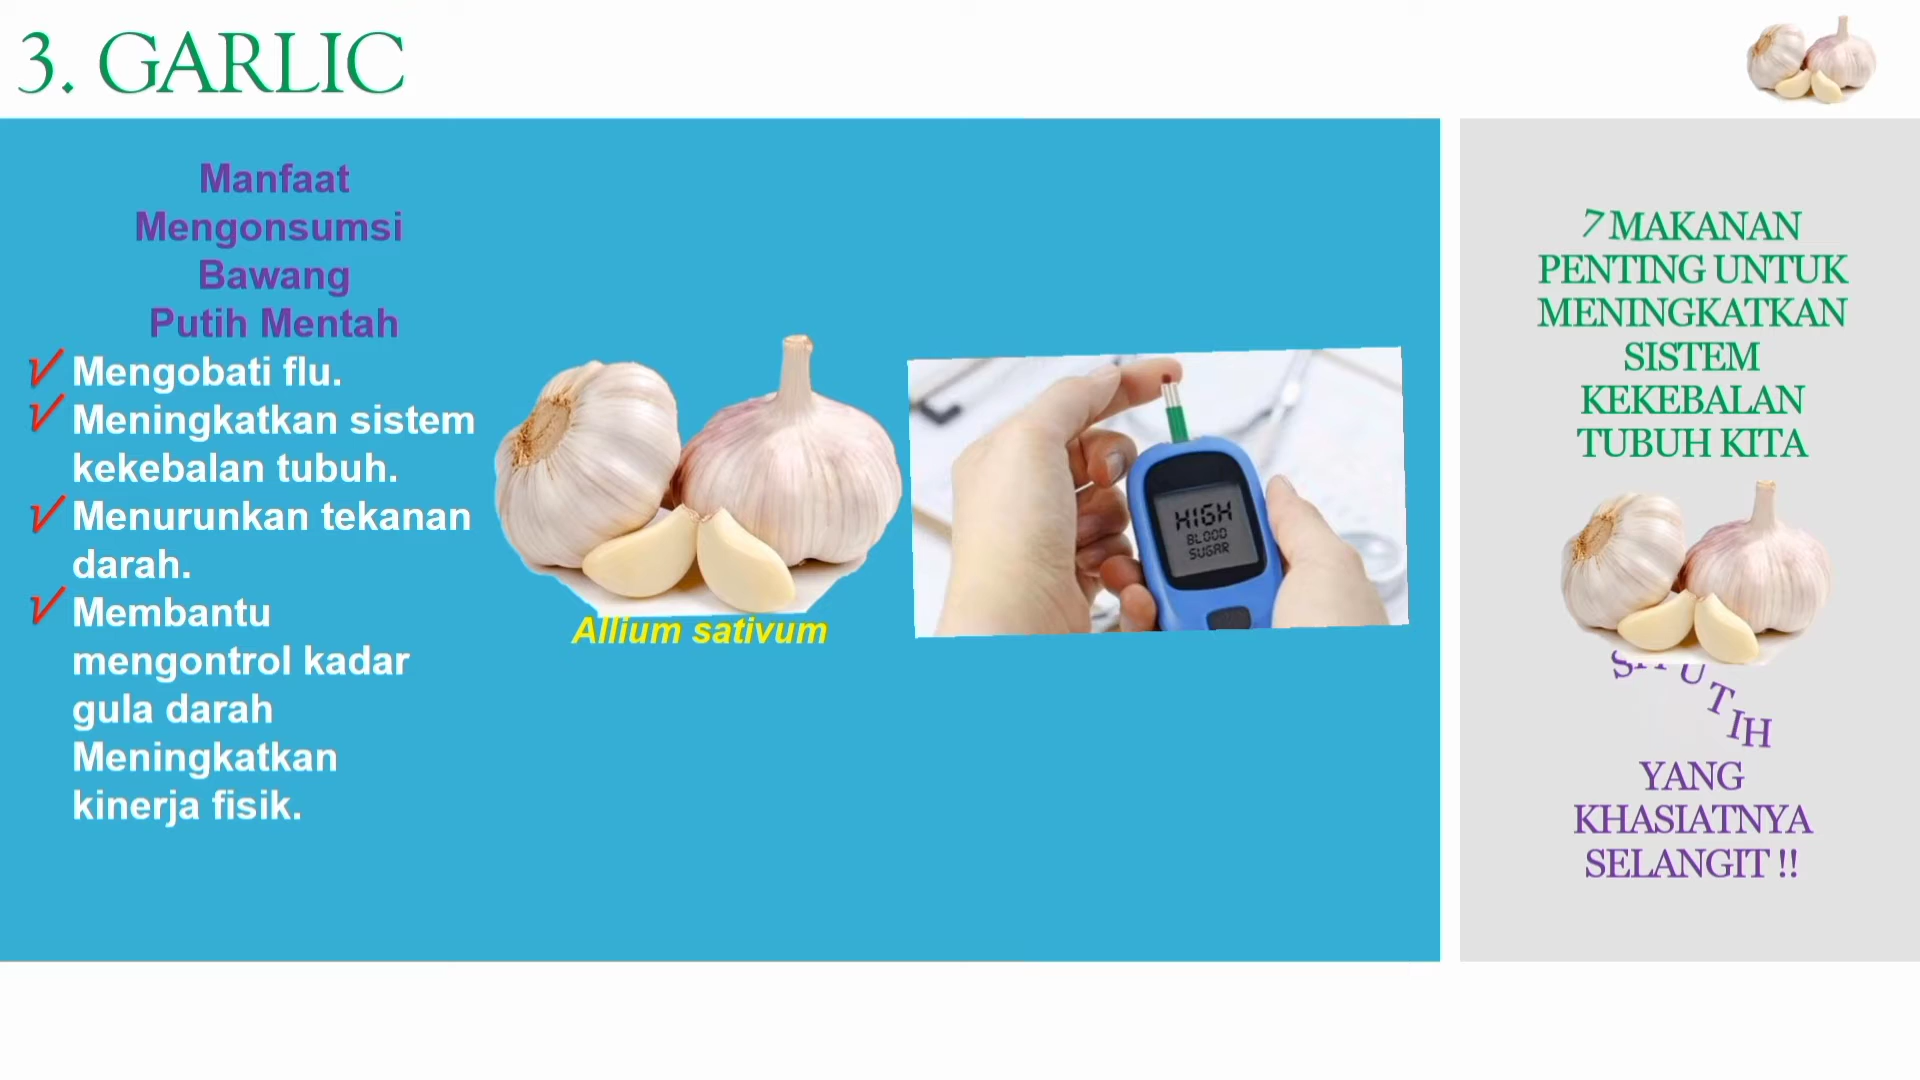 3. GARLIC
Manfaat
Mengonsumsi
Bawang
Putih Mentah
Mengobati flu.
Meningkatkan sistem
kekebalan tubuh.
Menurunkan tekanan
darah.
Membantu
mengontrol kadar
gula darah
Meningkatkan
kinerja fisik.
Allium sativum
HIGH
BLOOD
SUGAR
7 MAKANAN
PENTING UNTUK
MENINGKATKAN
SISTEM
KEKEBALAN
TUBUH KITA
YANG
KHASIATNYA
SELANGIT !!